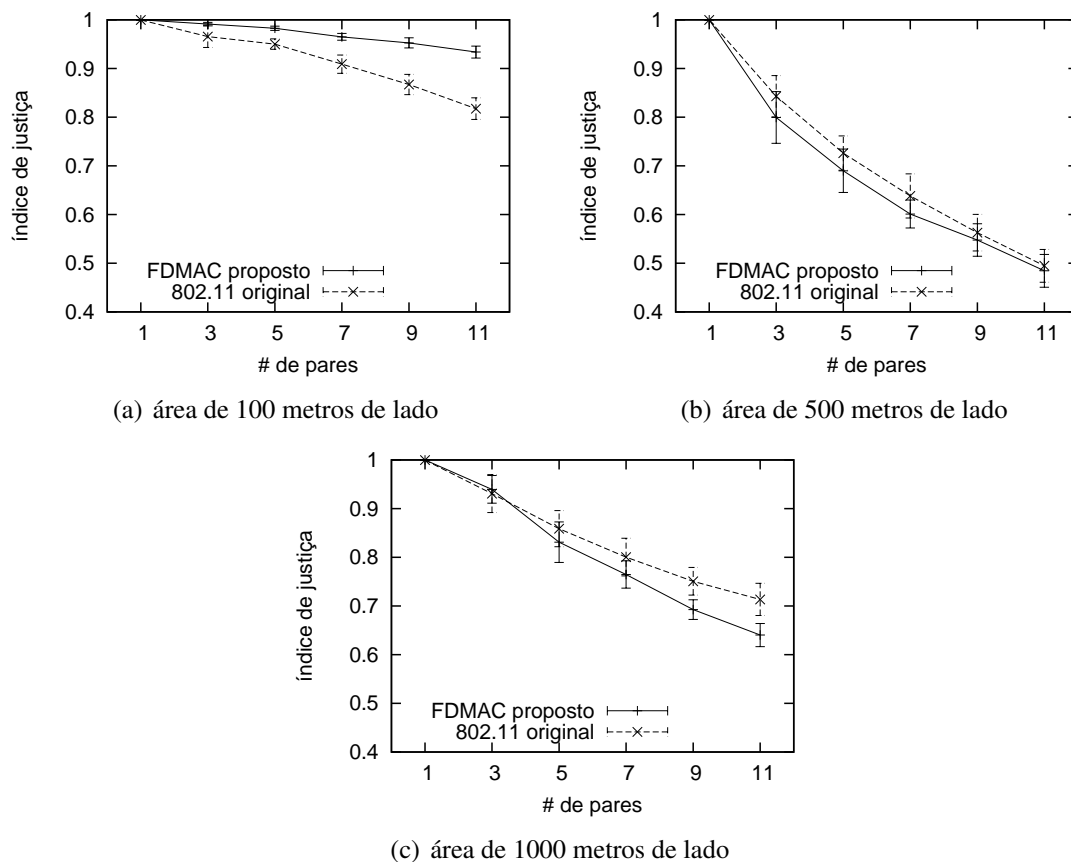 1
0.9
0.8
0.7
0.6
0.5
0.4
índice de justiça
FDMAC proposto
802.11 original
1 3 5 7 9 11
# de pares
(a) área de 100 metros de lado
1
0.9
0.8
0.7
0.6
0.5
0.4
índice de justiça
FDMAC proposto
802.11 original
1 3 5 7 9 11
# de pares
(b) área de 500 metros de lado
1
0.9
0.8
0.7
0.6
0.5
0.4
índice de justiça
FDMAC proposto
802.11 original
1 3 5 7 9 11
# de pares
(c) área de 1000 metros de lado